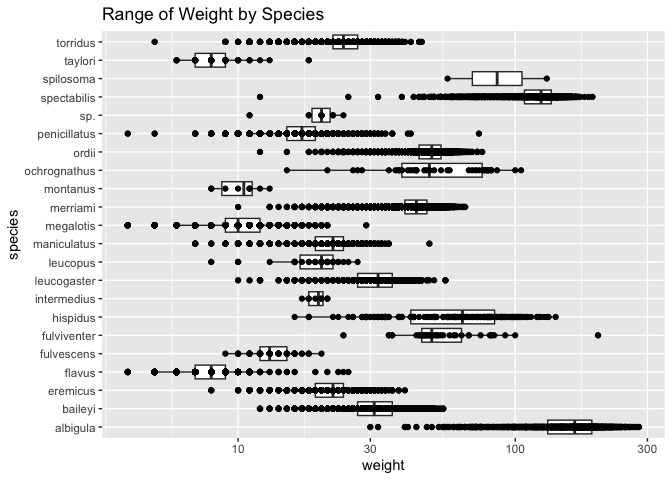 Range of Weight by Species
species
torridus
taylori
spilosoma
spectabilis
sp.
penicillatus
ordii
ochrognathus
montanus
merriami
megalotis
maniculatus
leucopus
leucogaster
intermedius
hispidus
fulviventer
fulvescens
flavus
eremicus
baileyi
albigula
10 30 100 300
weight